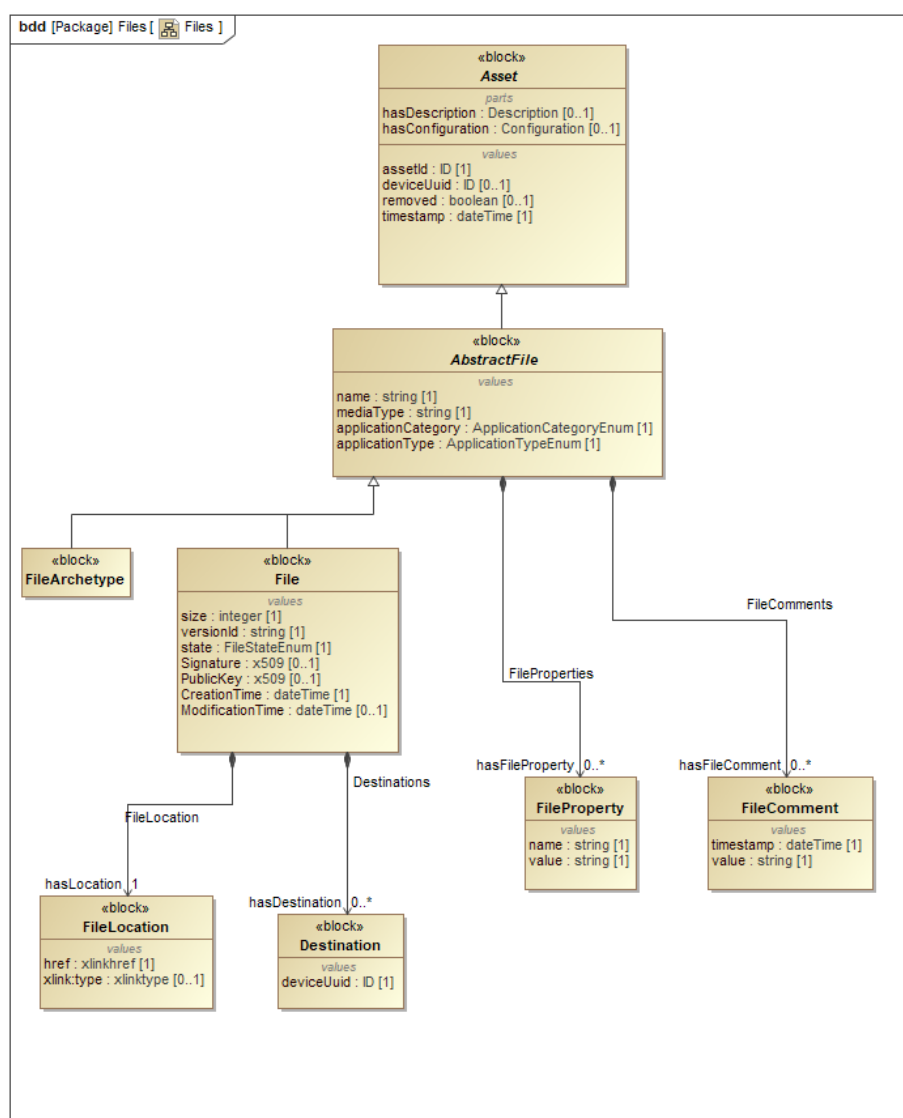 bdd [Package] Files [ Files ]
«block»
Asset
parts
hasDescription : Description [0..1]
hasConfiguration : Configuration [0..1]
values
assetId : ID [1]
deviceUuid : ID [0..1]
removed : boolean [0..1]
timestamp : dateTime [1]
«block»
AbstractFile
values
name : string [1]
mediaType : string [1]
applicationCategory : ApplicationCategoryEnum [1]
applicationType : ApplicationTypeEnum [1]
«block»
FileArchetype
«block»
File
values
size : integer [1]
versionId : string [1]
state : FileStateEnum [1]
Signature : x509 [0..1]
PublicKey : x509 [0..1]
CreationTime : dateTime [1]
ModificationTime : dateTime [0..1]
FileComments
FileProperties
Destinations
FileLocation
hasFileProperty 0..*
hasFileComment 0..*
«block»
FileProperty
values
name : string [1]
value : string [1]
«block»
FileComment
values
timestamp : dateTime [1]
value : string [1]
hasLocation 1
hasDestination 0..*
«block»
FileLocation
values
href : xlinkhref [1]
xlink:type : xlinktype [0..1]
«block»
Destination
values
deviceUuid : ID [1]